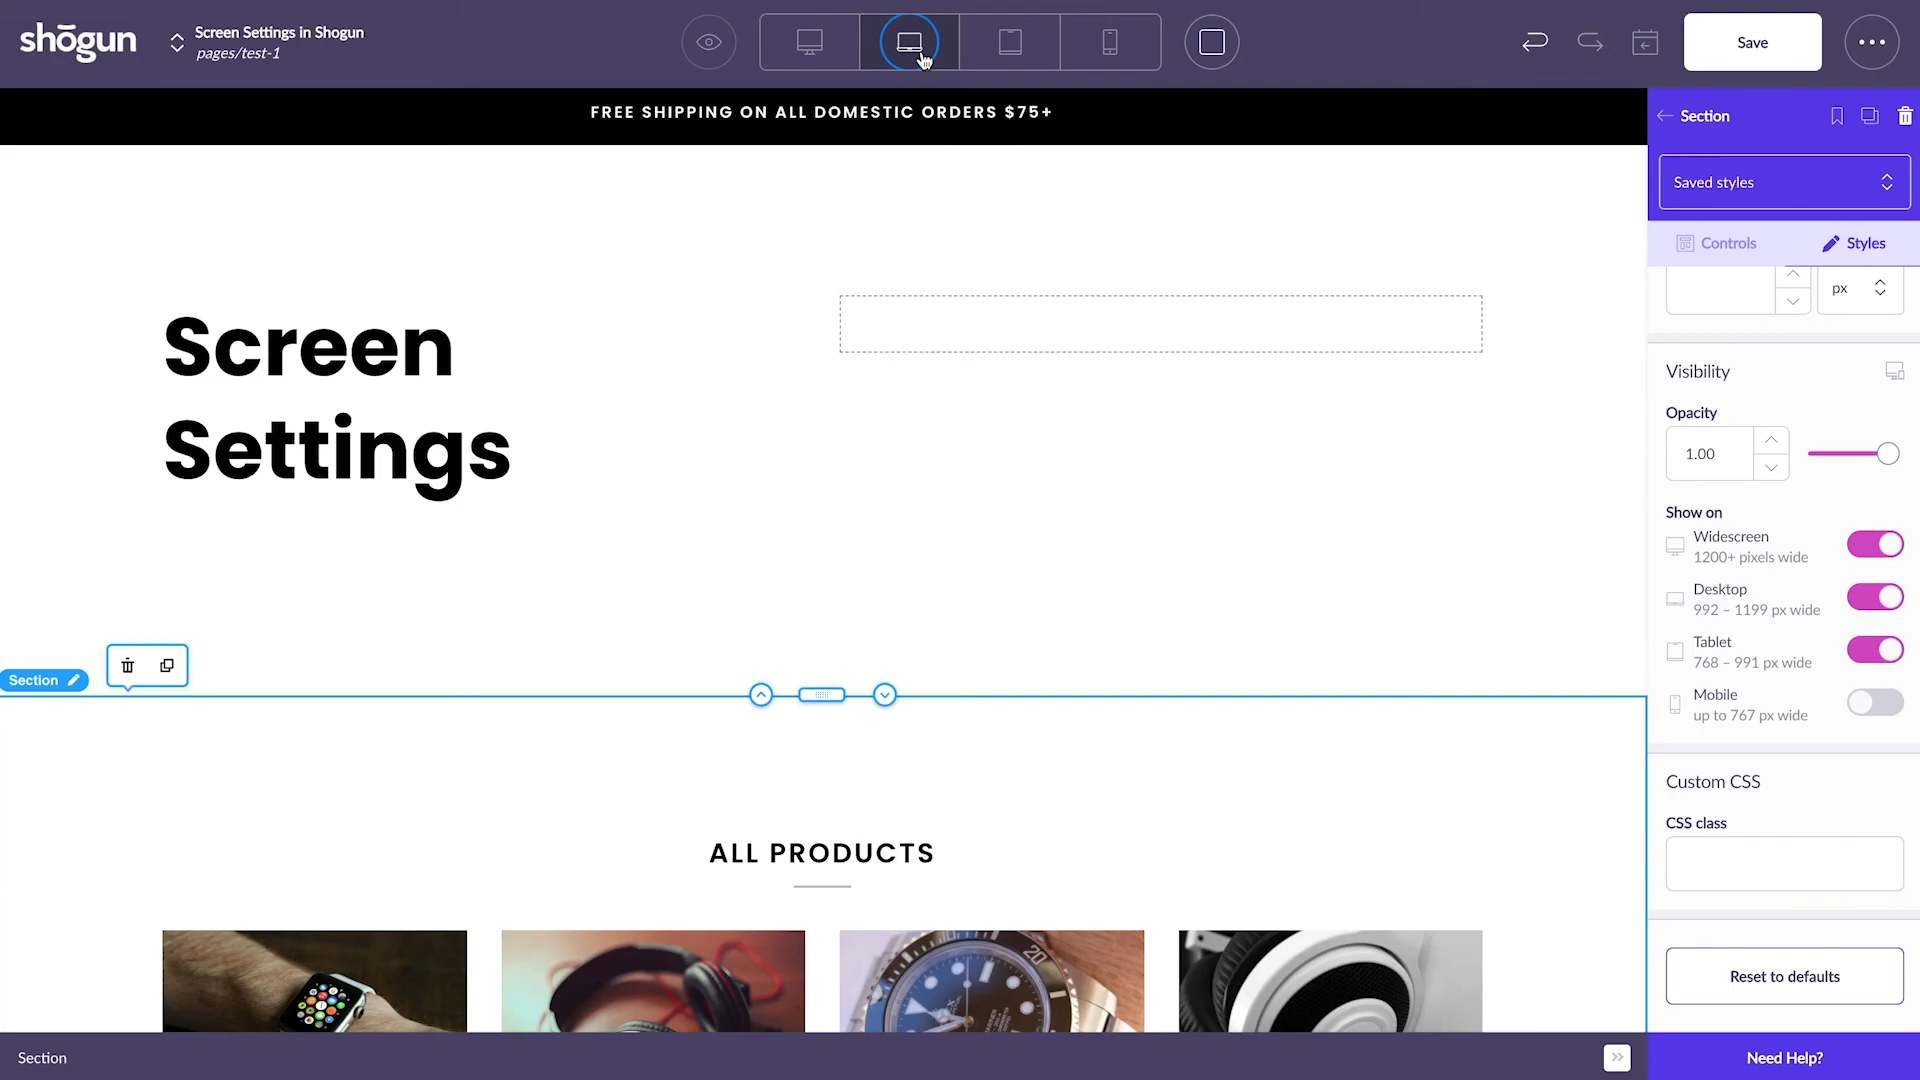 shōgun
Screen Settings in Shogun
pages/test-1
Save
FREE SHIPPING ON ALL DOMESTIC ORDERS $75+
Section
Saved styles
Controls
Styles
px
Screen
Settings
Visibility
Opacity
1.00
Show on
Widescreen
1200+ pixels wide
Desktop
992 – 1199 px wide
Tablet
768 – 991 px wide
Mobile
up to 767 px wide
Section
Custom CSS
CSS class
ALL PRODUCTS
20
Reset to defaults
Section
Need Help?